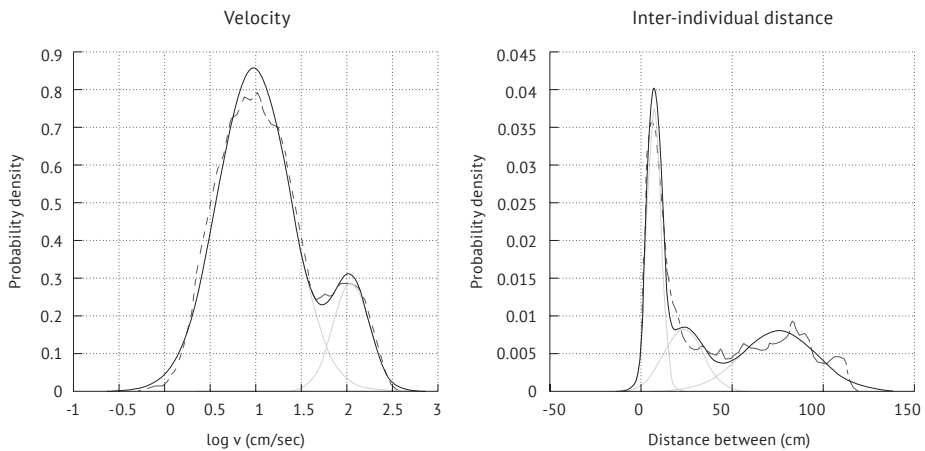 Velocity
Probability density
0.9
0.8
0.7
0.6
0.5
0.4
0.3
0.2
0.1
0
-1 -0.5 0 0.5 1 1.5 2 2.5 3
log v (cm/sec)
Inter-individual distance
Probability density
0.045
0.04
0.035
0.03
0.025
0.02
0.015
0.01
0.005
0
-50 0 50 100 150
Distance between (cm)